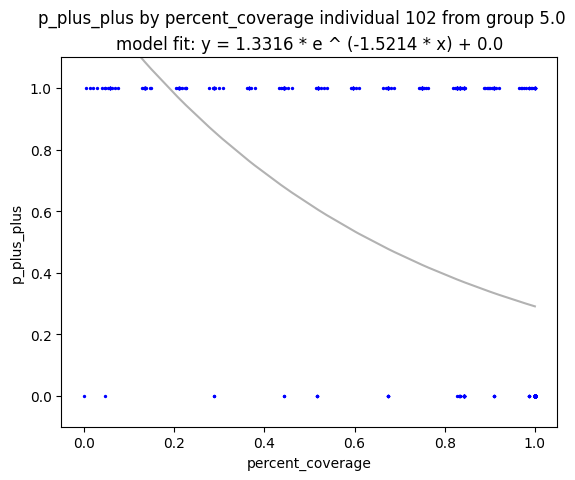 p_plus_plus by percent_coverage individual 102 from group 5.0
model fit: y = 1.3316 * e ^ (-1.5214 * x) + 0.0
1.0
0.8
0.6
0.4
0.2
0.0
p_plus_plus
0.0 0.2 0.4 0.6 0.8 1.0
percent_coverage